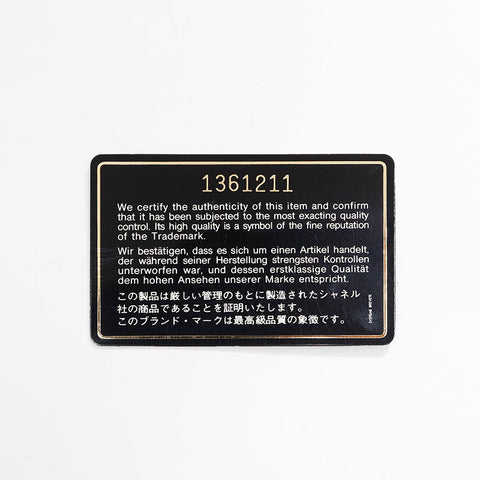 1361211
We certify the authenticity of this item and confirm
that it has been subjected to the most exacting quality
control. Its high quality is a symbol of the fine reputation
of the Trademark.
Wir bestätigen, dass es sich um einen Artikel handelt,
der während seiner Herstellung strengsten Kontrollen
unterworfen war, und dessen erstklassige Qualität
dem hohen Ansehen unserer Marke entspricht.
この製品は厳しい管理のもとに製造されたシャネル
社の商品であることを証明いたします。
このブランド・マークは最高級品質の象徴です。